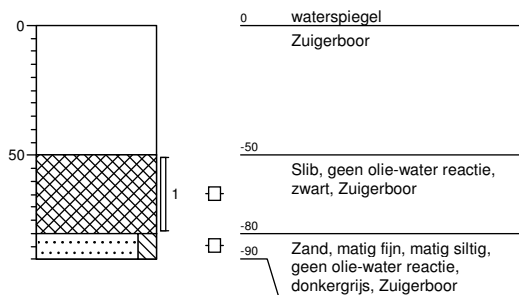 0
0 waterspiegel
Zuigerboor
50
-50
Slib, geen olie-water reactie,
zwart, Zuigerboor
1
-80
Zand, matig fijn, matig siltig,
geen olie-water reactie,
donkergrijs, Zuigerboor
-90